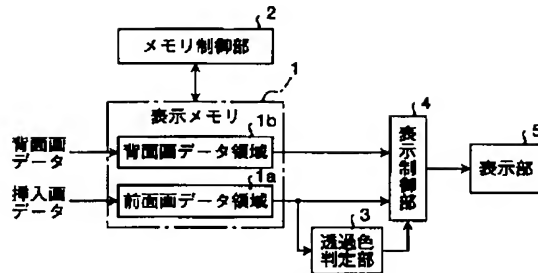 2
メモリ制御部
1
表示メモリ
1b
背面画
データ
背面画データ領域
1a
挿入画
データ
前面画データ領域
3
透過色
判定部
4
表示制御部
5
表示部